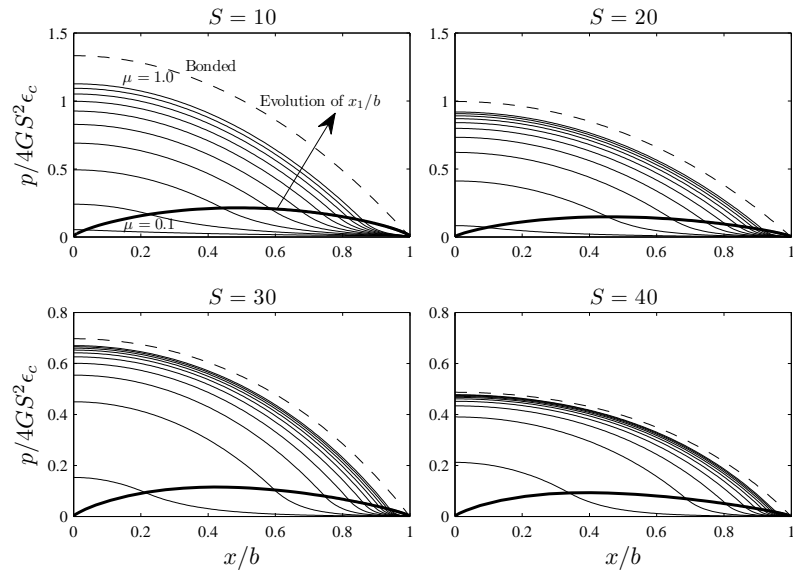 S = 10
S = 20
p/4GS²ϵc
1.5
1
0.5
0
μ = 1.0
Bonded
Evolution of x₁/b
μ = 0.1
0 0.2 0.4 0.6 0.8 1
1.5
1
0.5
0
0 0.2 0.4 0.6 0.8 1
S = 30
S = 40
p/4GS²ϵc
0.8
0.6
0.4
0.2
0
0 0.2 0.4 0.6 0.8 1
x/b
0.8
0.6
0.4
0.2
0
0 0.2 0.4 0.6 0.8 1
x/b